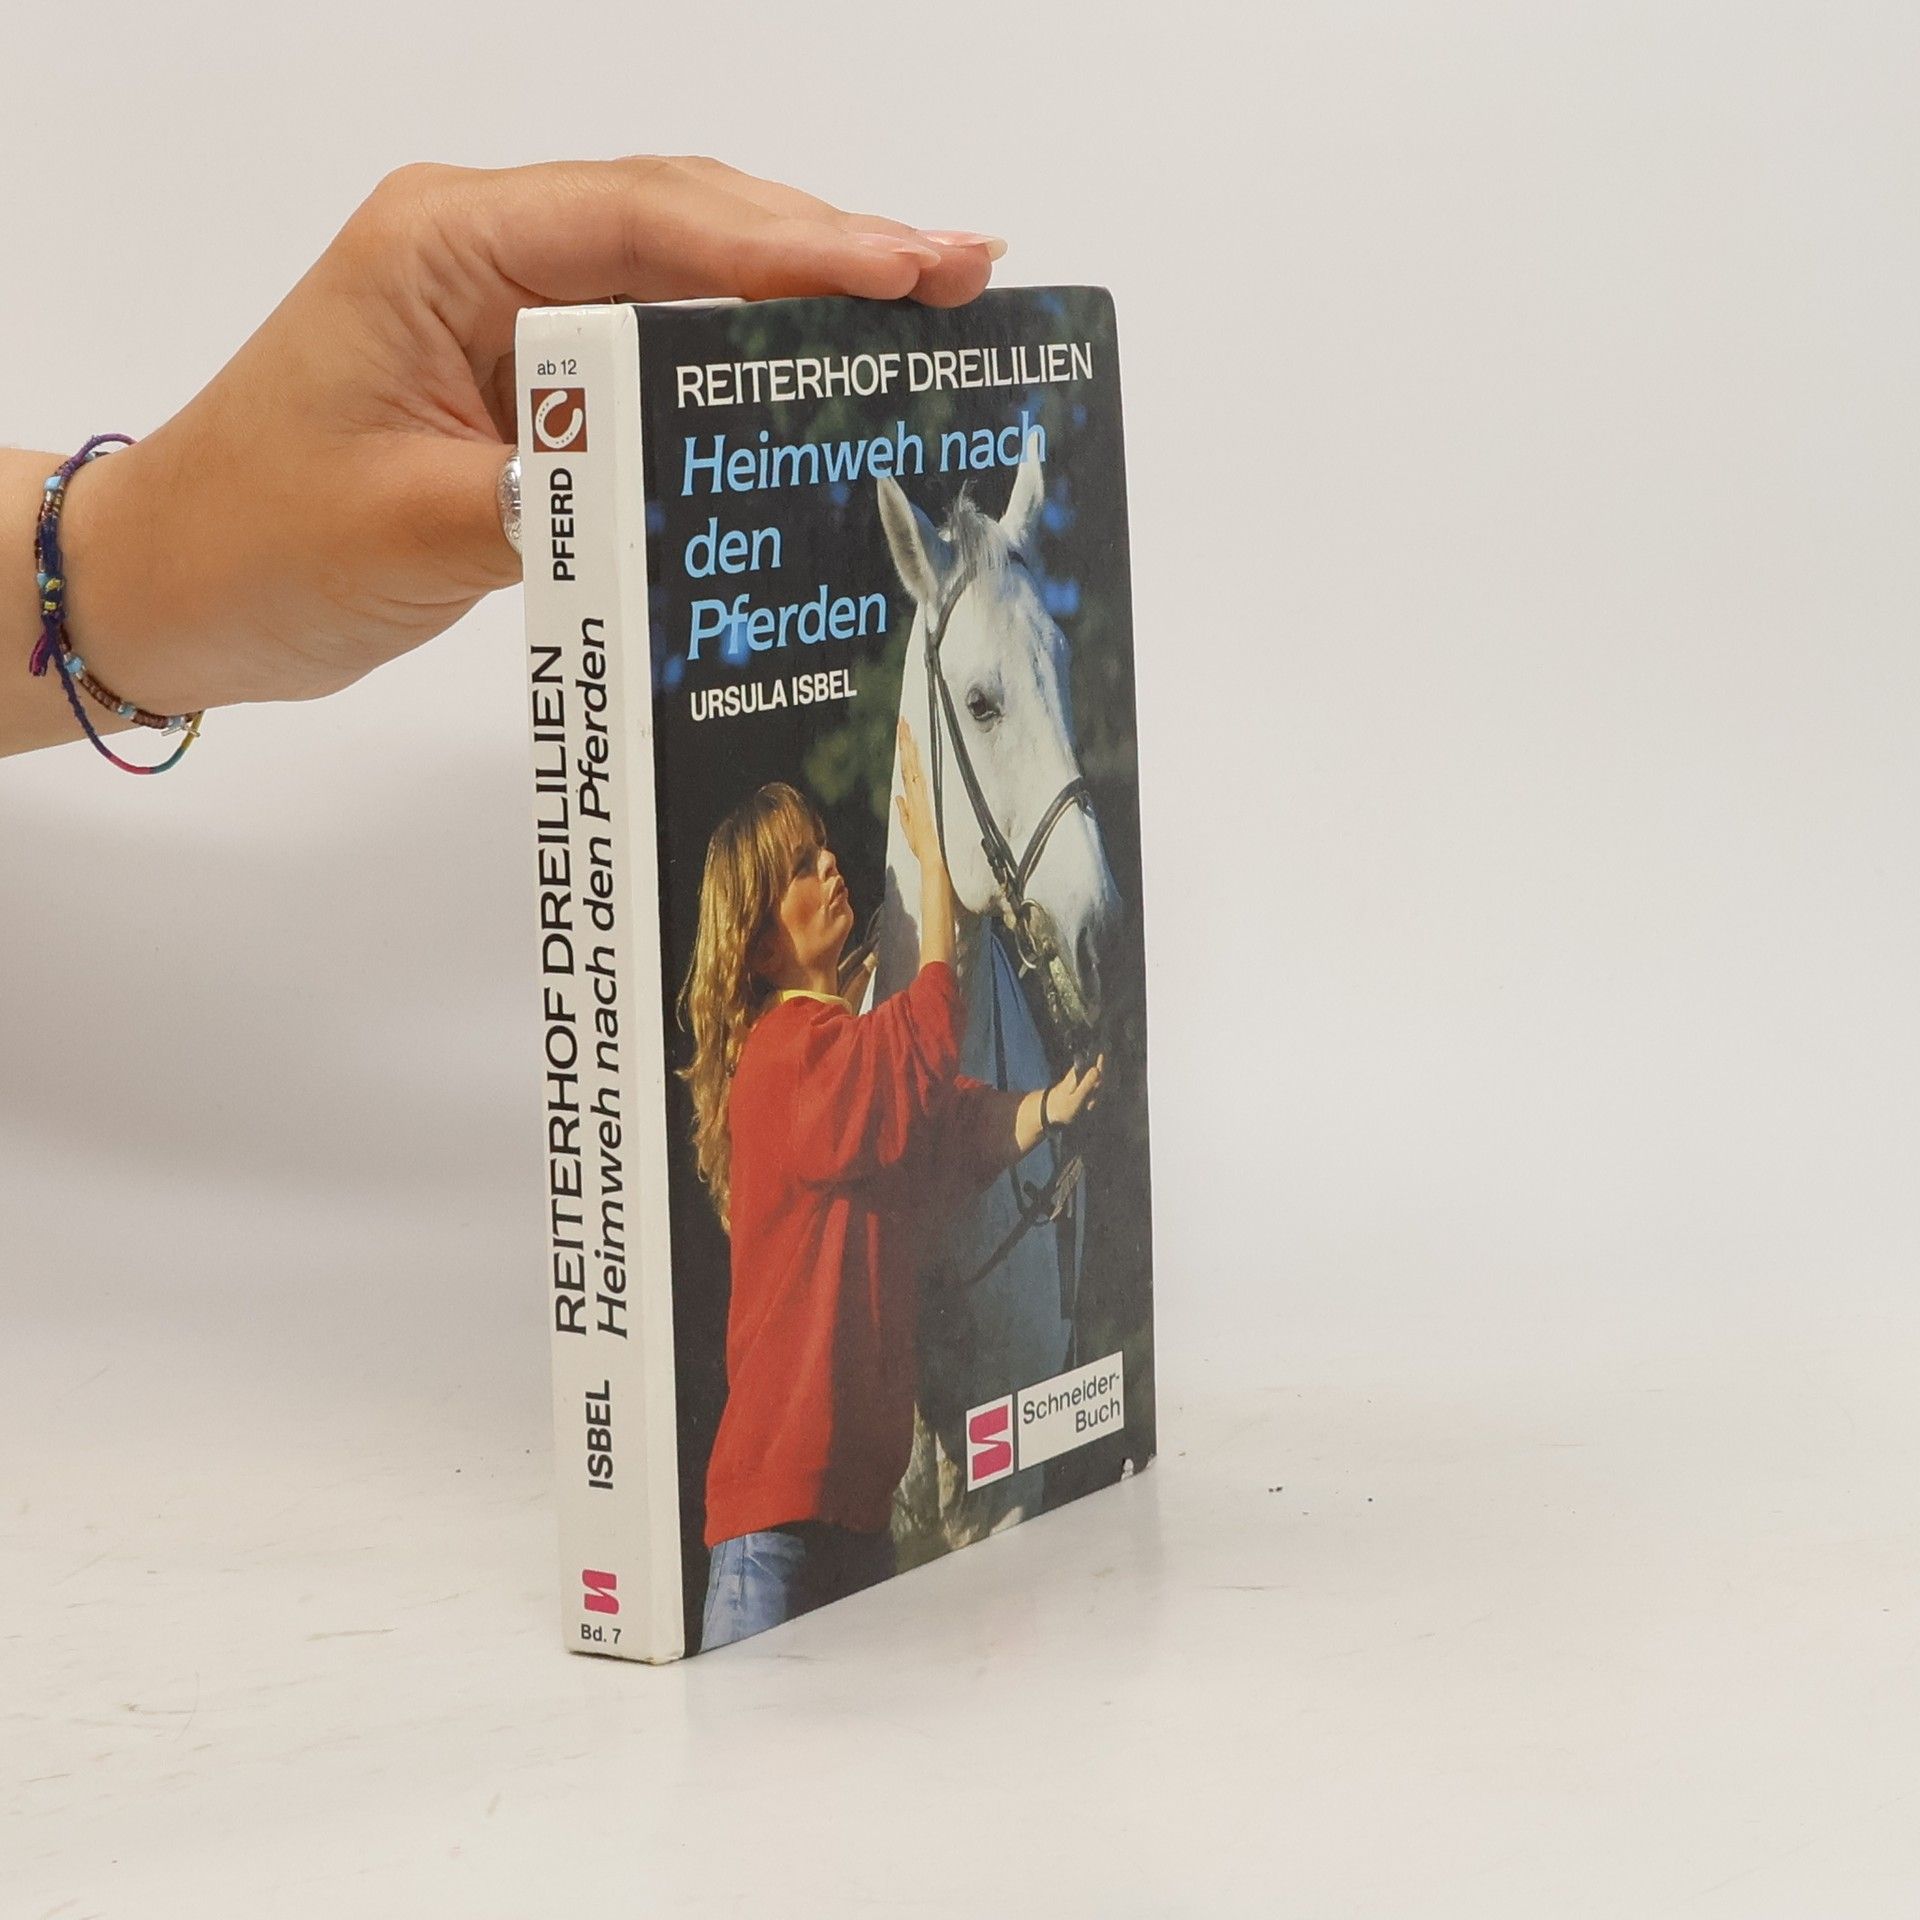 ab 12
PFERD
REITERHOF DREILILIEN
Heimweh nach den Pferden
ISBEL
Bd. 7
REITERHOF DREILILIEN
Heimweh nach
den
Pferden
URSULA ISBEL
Schneider-
Buch